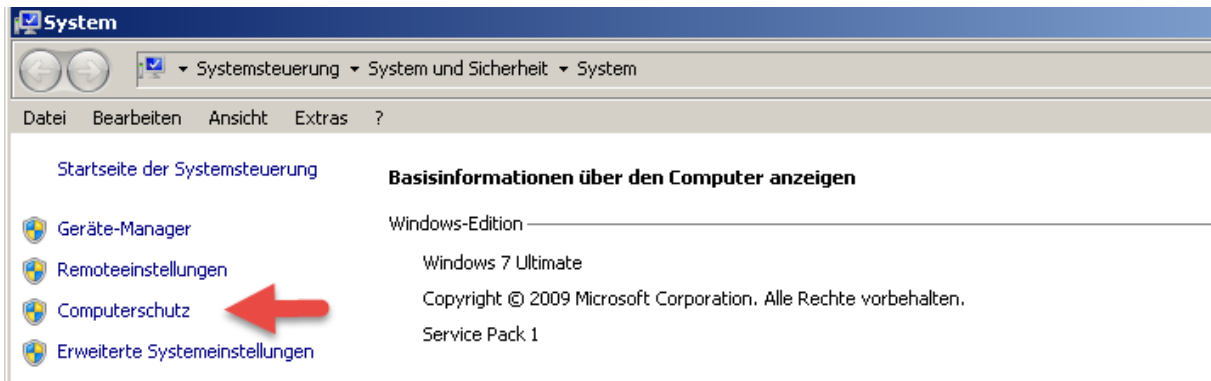 System
Systemsteuerung System und Sicherheit System
Datei Bearbeiten Ansicht Extras ?
Startseite der Systemsteuerung
Geräte-Manager
Remoteeinstellungen
Computerschutz
Erweiterte Systemeinstellungen
Basisinformationen über den Computer anzeigen
Windows-Edition
Windows 7 Ultimate
Copyright © 2009 Microsoft Corporation. Alle Rechte vorbehalten.
Service Pack 1